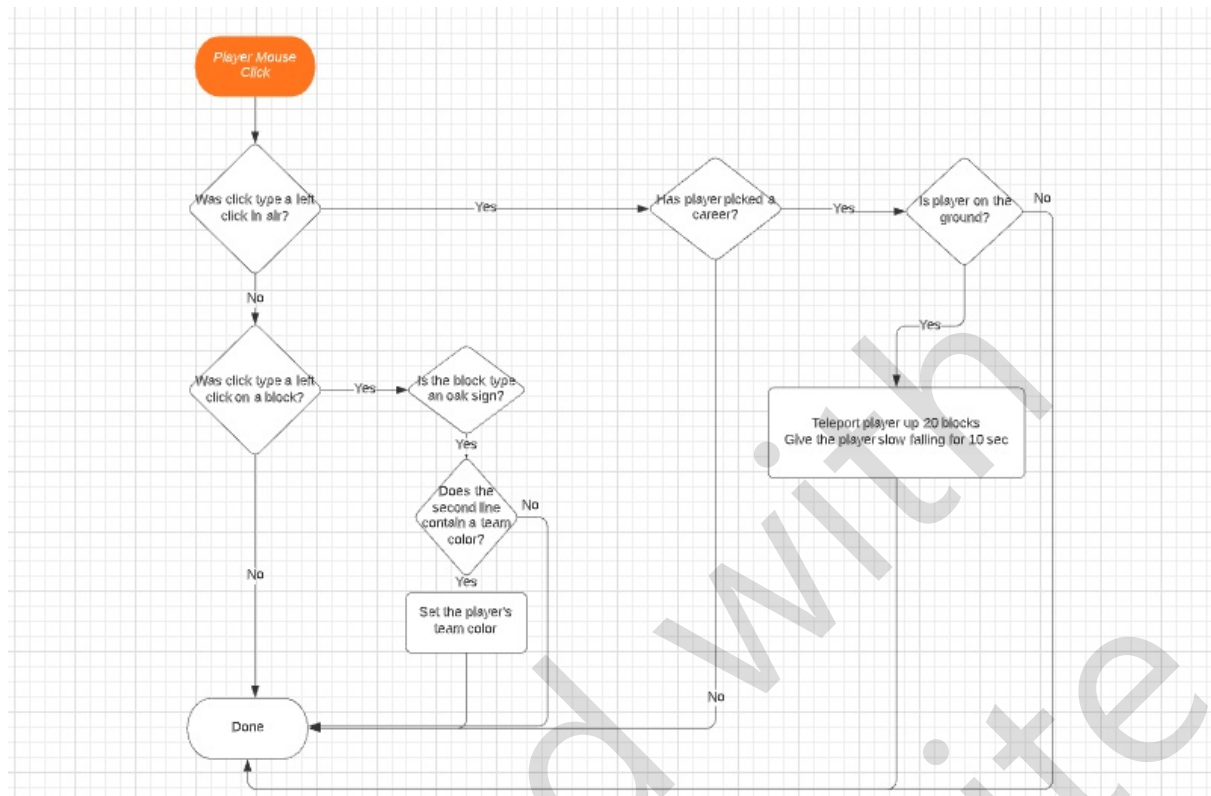 Player Mouse
Click
Was click type a left
click in air?
Yes
Has player picked a
career?
Yes
Is player on the
ground?
No
No
Yes
Was click type a left
click on a block?
Yes
Is the block type
an oak sign?
Yes
Teleport player up 20 blocks
Give the player slow falling for 10 sec
Does the
second line
contain a team
color?
No
No
Yes
Set the player's
team color
No
Done
d with
ite